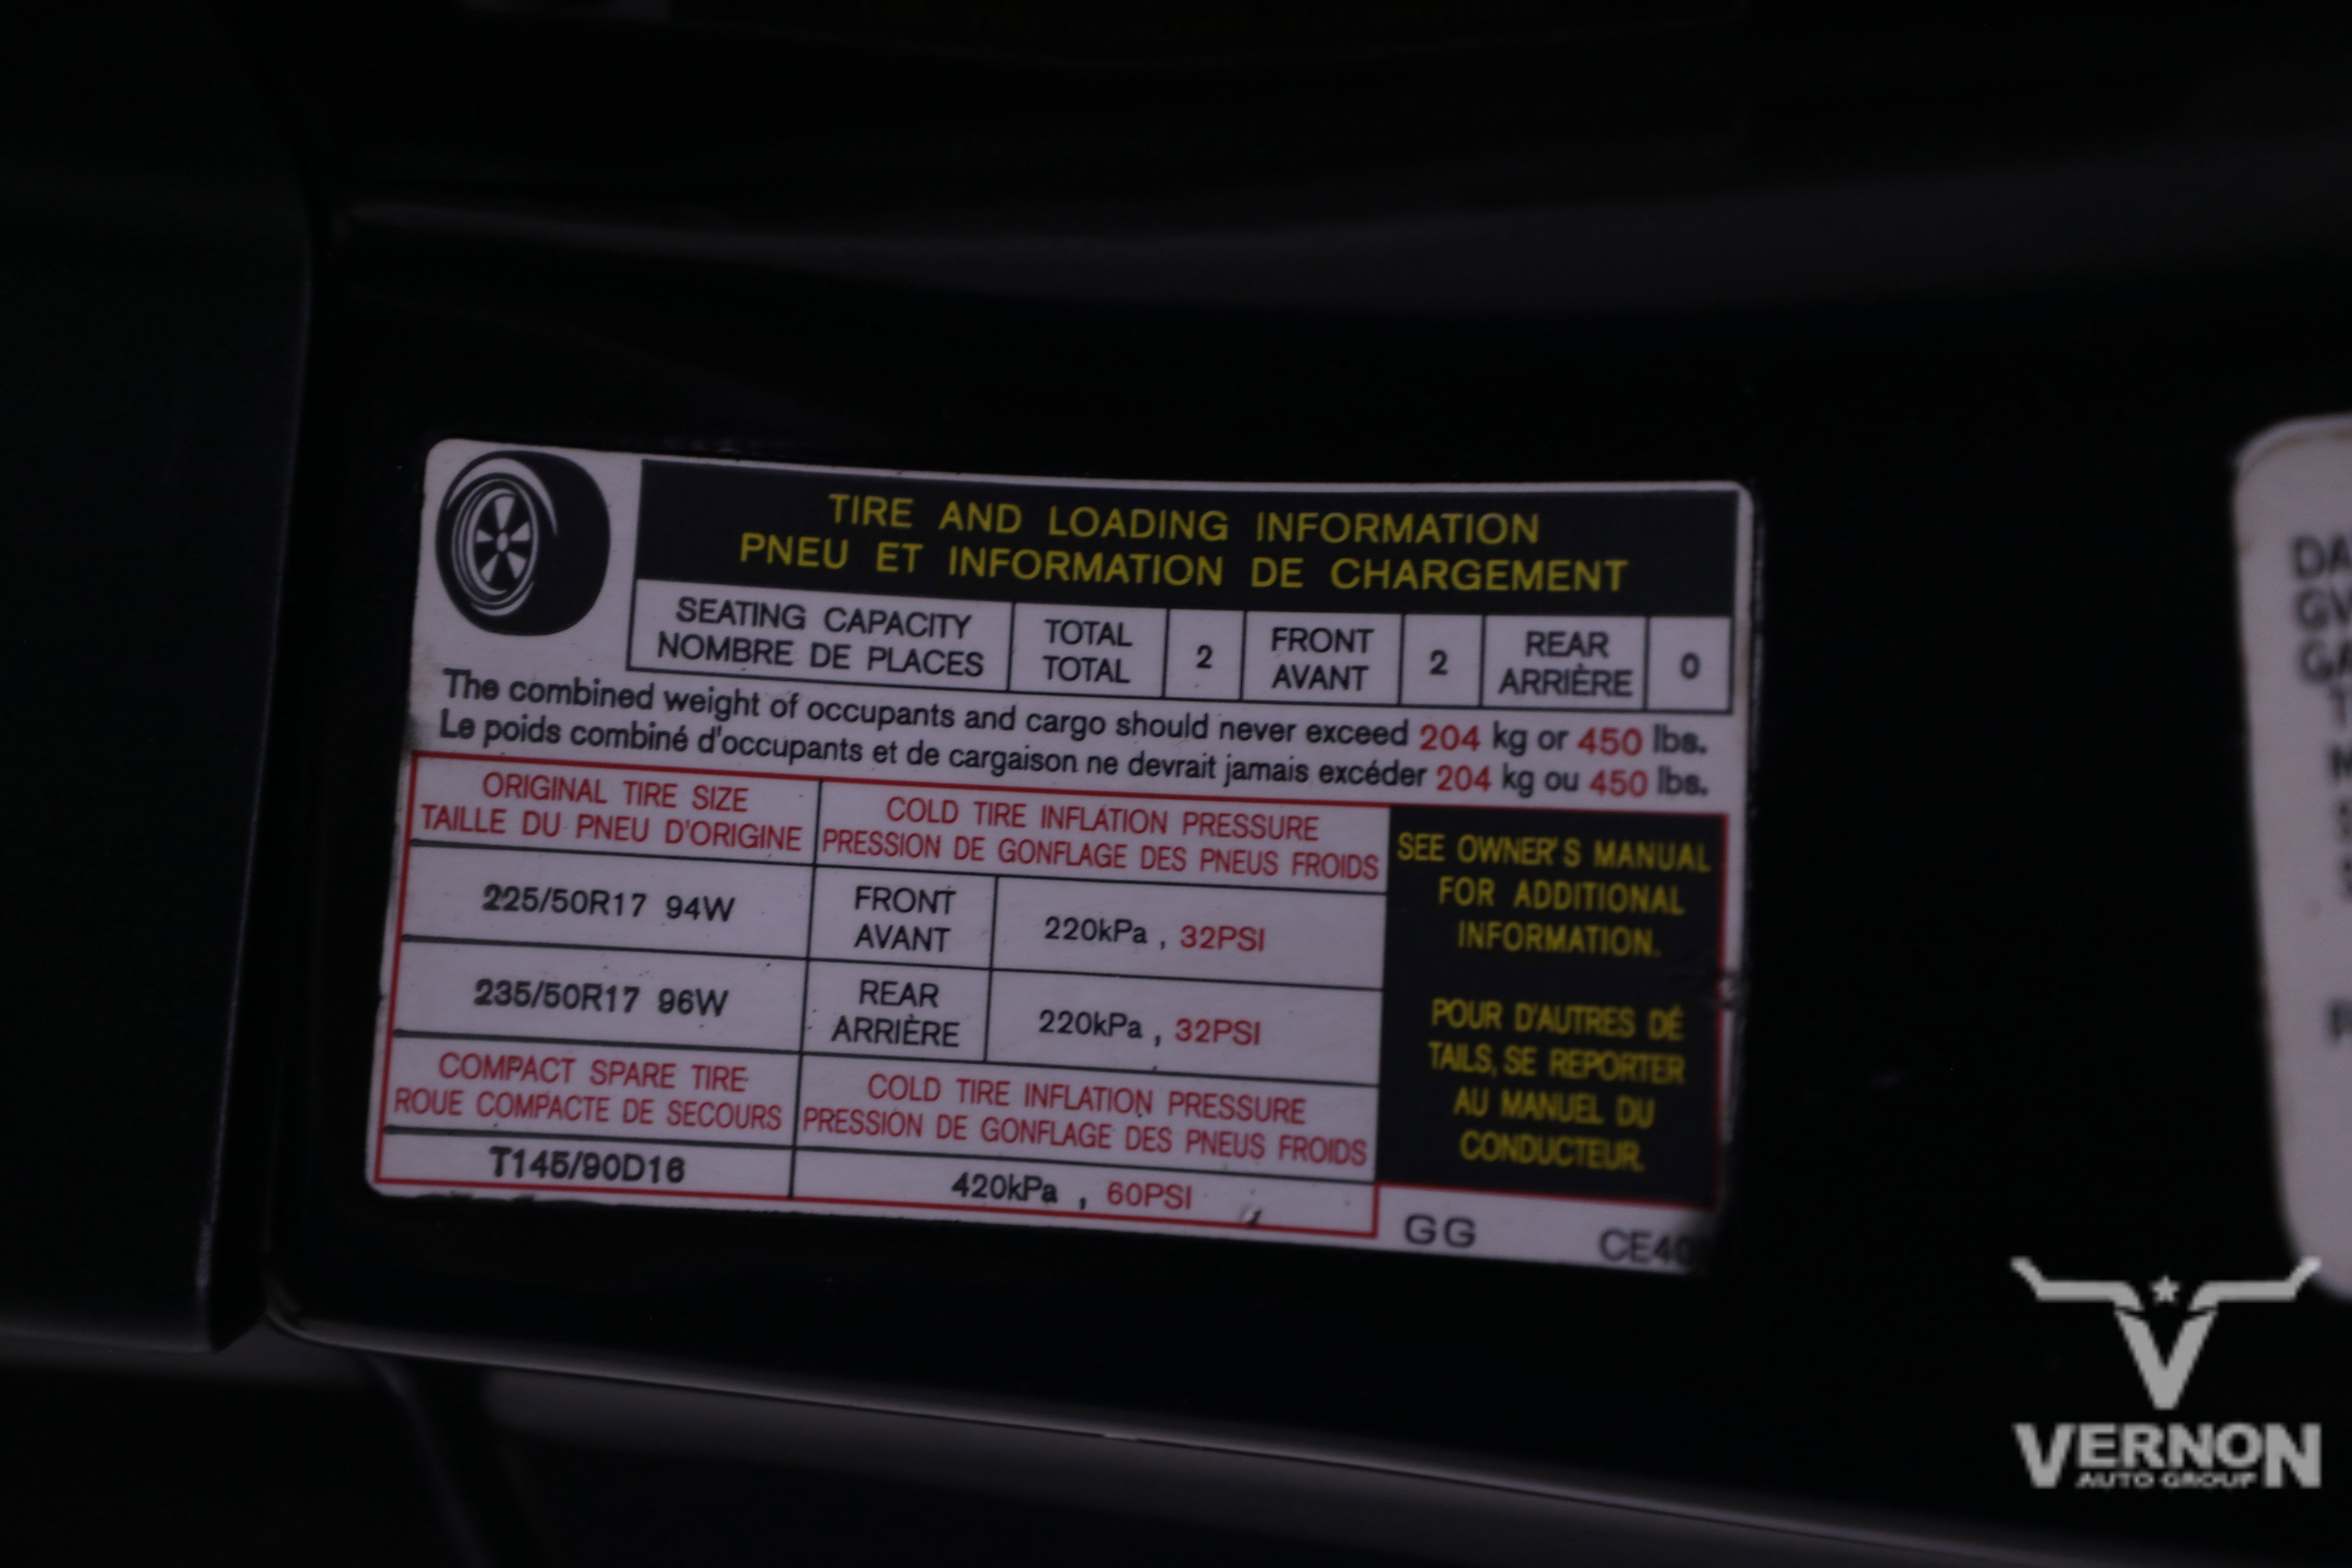 TIRE AND LOADING INFORMATION
PNEU ET INFORMATION DE CHARGEMENT
SEATING CAPACITY
NOMBRE DE PLACES
TOTAL
TOTAL
2
FRONT
AVANT
2
REAR
ARRIÈRE
0
The combined weight of occupants and cargo should never exceed 204 kg or 450 lbs.
Le poids combiné d'occupants et de cargaison ne devrait jamais excéder 204 kg ou 450 lbs.
ORIGINAL TIRE SIZE
TAILLE DU PNEU D'ORIGINE
COLD TIRE INFLATION PRESSURE
PRESSION DE GONFLAGE DES PNEUS FROIDS
225/50R17 94W
FRONT
AVANT
220kPa , 32PSI
235/50R17 96W
REAR
ARRIÈRE
220kPa , 32PSI
COMPACT SPARE TIRE
ROUE COMPACTE DE SECOURS
COLD TIRE INFLATION PRESSURE
PRESSION DE GONFLAGE DES PNEUS FROIDS
T145/90D16
420kPa , 60PSI
SEE OWNER'S MANUAL
FOR ADDITIONAL
INFORMATION.
POUR D'AUTRES DÉ
TAILS, SE REPORTER
AU MANUEL DU
CONDUCTEUR.
GG
CE40
DA
GV
GA
VERNON
AUTO GROUP